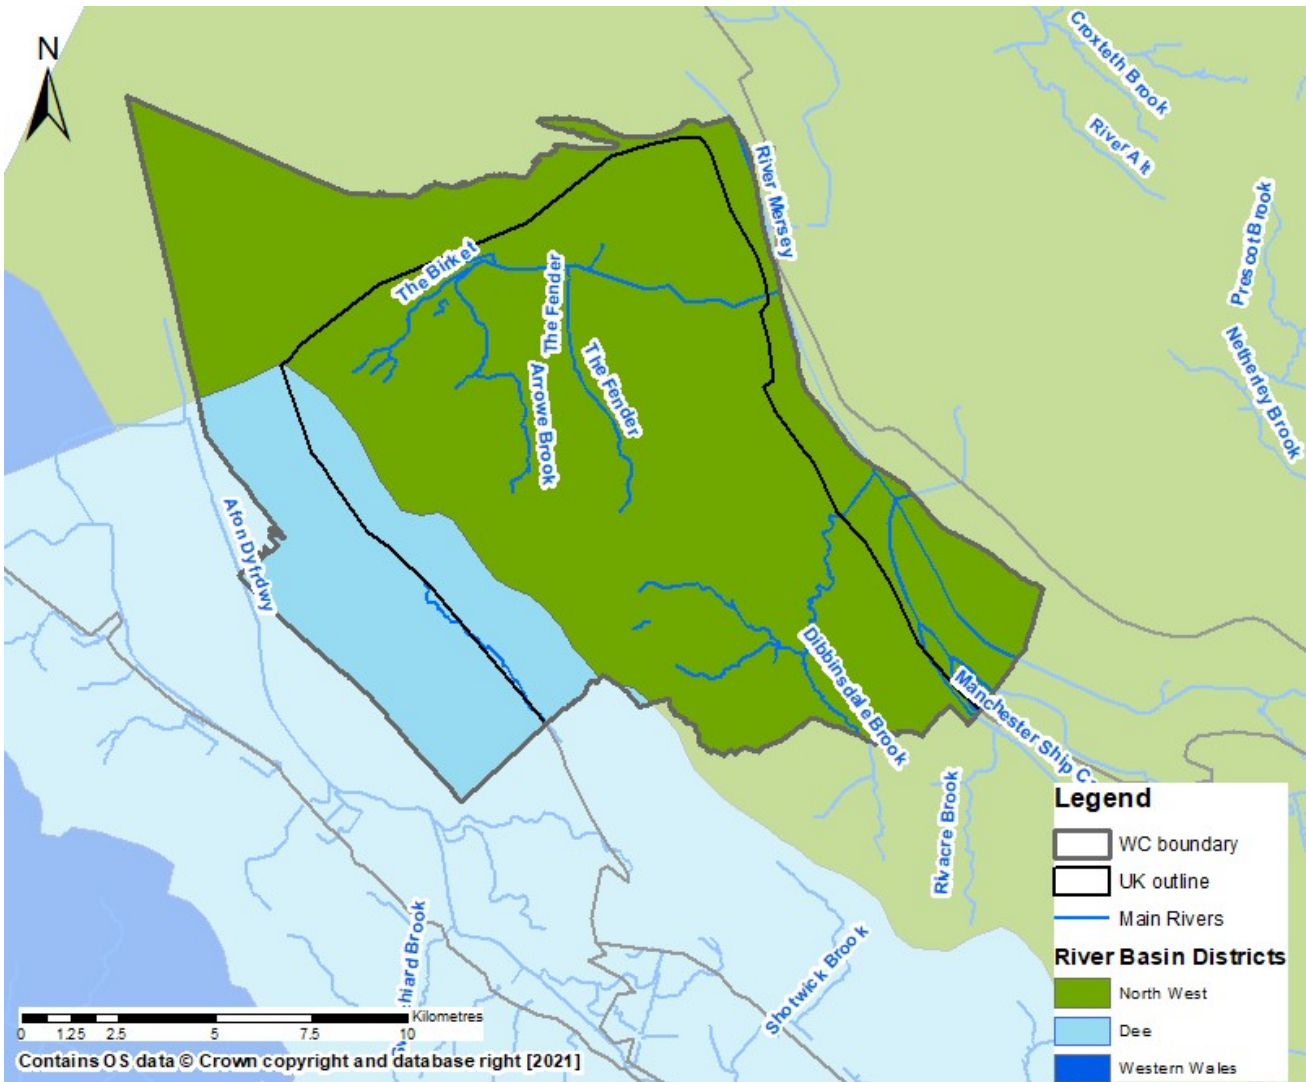 N
Croxteth Brook
River Alt
River Mersey
Prescot Brook
Netherley Brook
The Birket
The Fender
The Fender
Arrowe Brook
Afon Dyfrdwy
Dibbinsdale Brook
Manchester Ship C
Rivacre Brook
Shotwick Brook
Brook
Legend
WC boundary
UK outline
Main Rivers
River Basin Districts
North West
Dee
Western Wales
Kilometres
0 1.25 2.5 5 7.5 10
Contains OS data © Crown copyright and database right [2021]